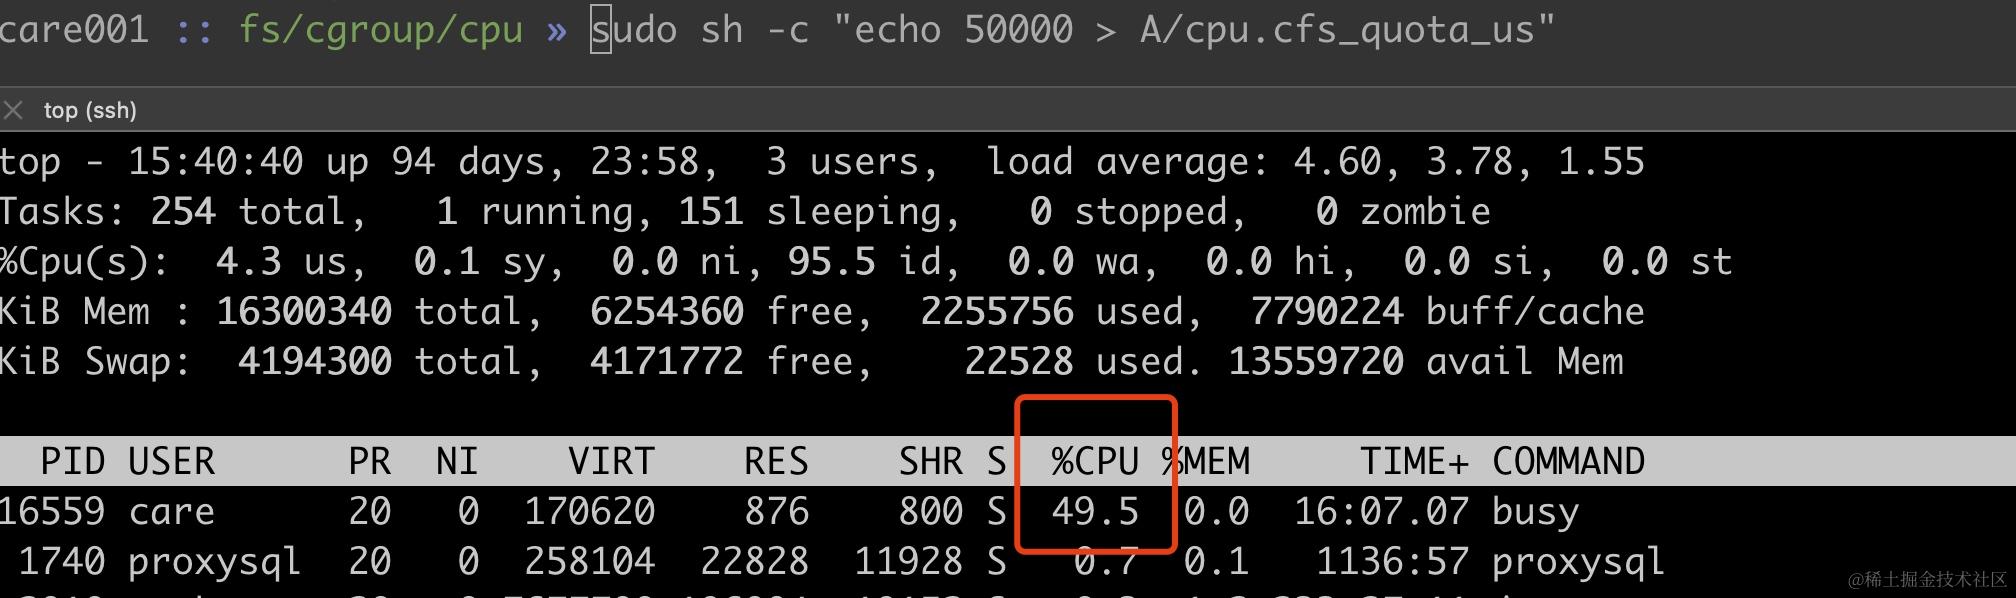 care001 :: fs/cgroup/cpu » sudo sh -c "echo 50000 > A/cpu.cfs_quota_us"
top (ssh)
top - 15:40:40 up 94 days, 23:58, 3 users, load average: 4.60, 3.78, 1.55
Tasks: 254 total, 1 running, 151 sleeping, 0 stopped, 0 zombie
%Cpu(s): 4.3 us, 0.1 sy, 0.0 ni, 95.5 id, 0.0 wa, 0.0 hi, 0.0 si, 0.0 st
KiB Mem : 16300340 total, 6254360 free, 2255756 used, 7790224 buff/cache
KiB Swap: 4194300 total, 4171772 free, 22528 used. 13559720 avail Mem
PID USER PR NI VIRT RES SHR S %CPU %MEM TIME+ COMMAND
16559 care 20 0 170620 876 800 S 49.5 0.0 16:07.07 busy
1740 proxysql 20 0 258104 22828 11928 S 0.7 0.1 1136:57 proxysql
@稀土掘金技术社区